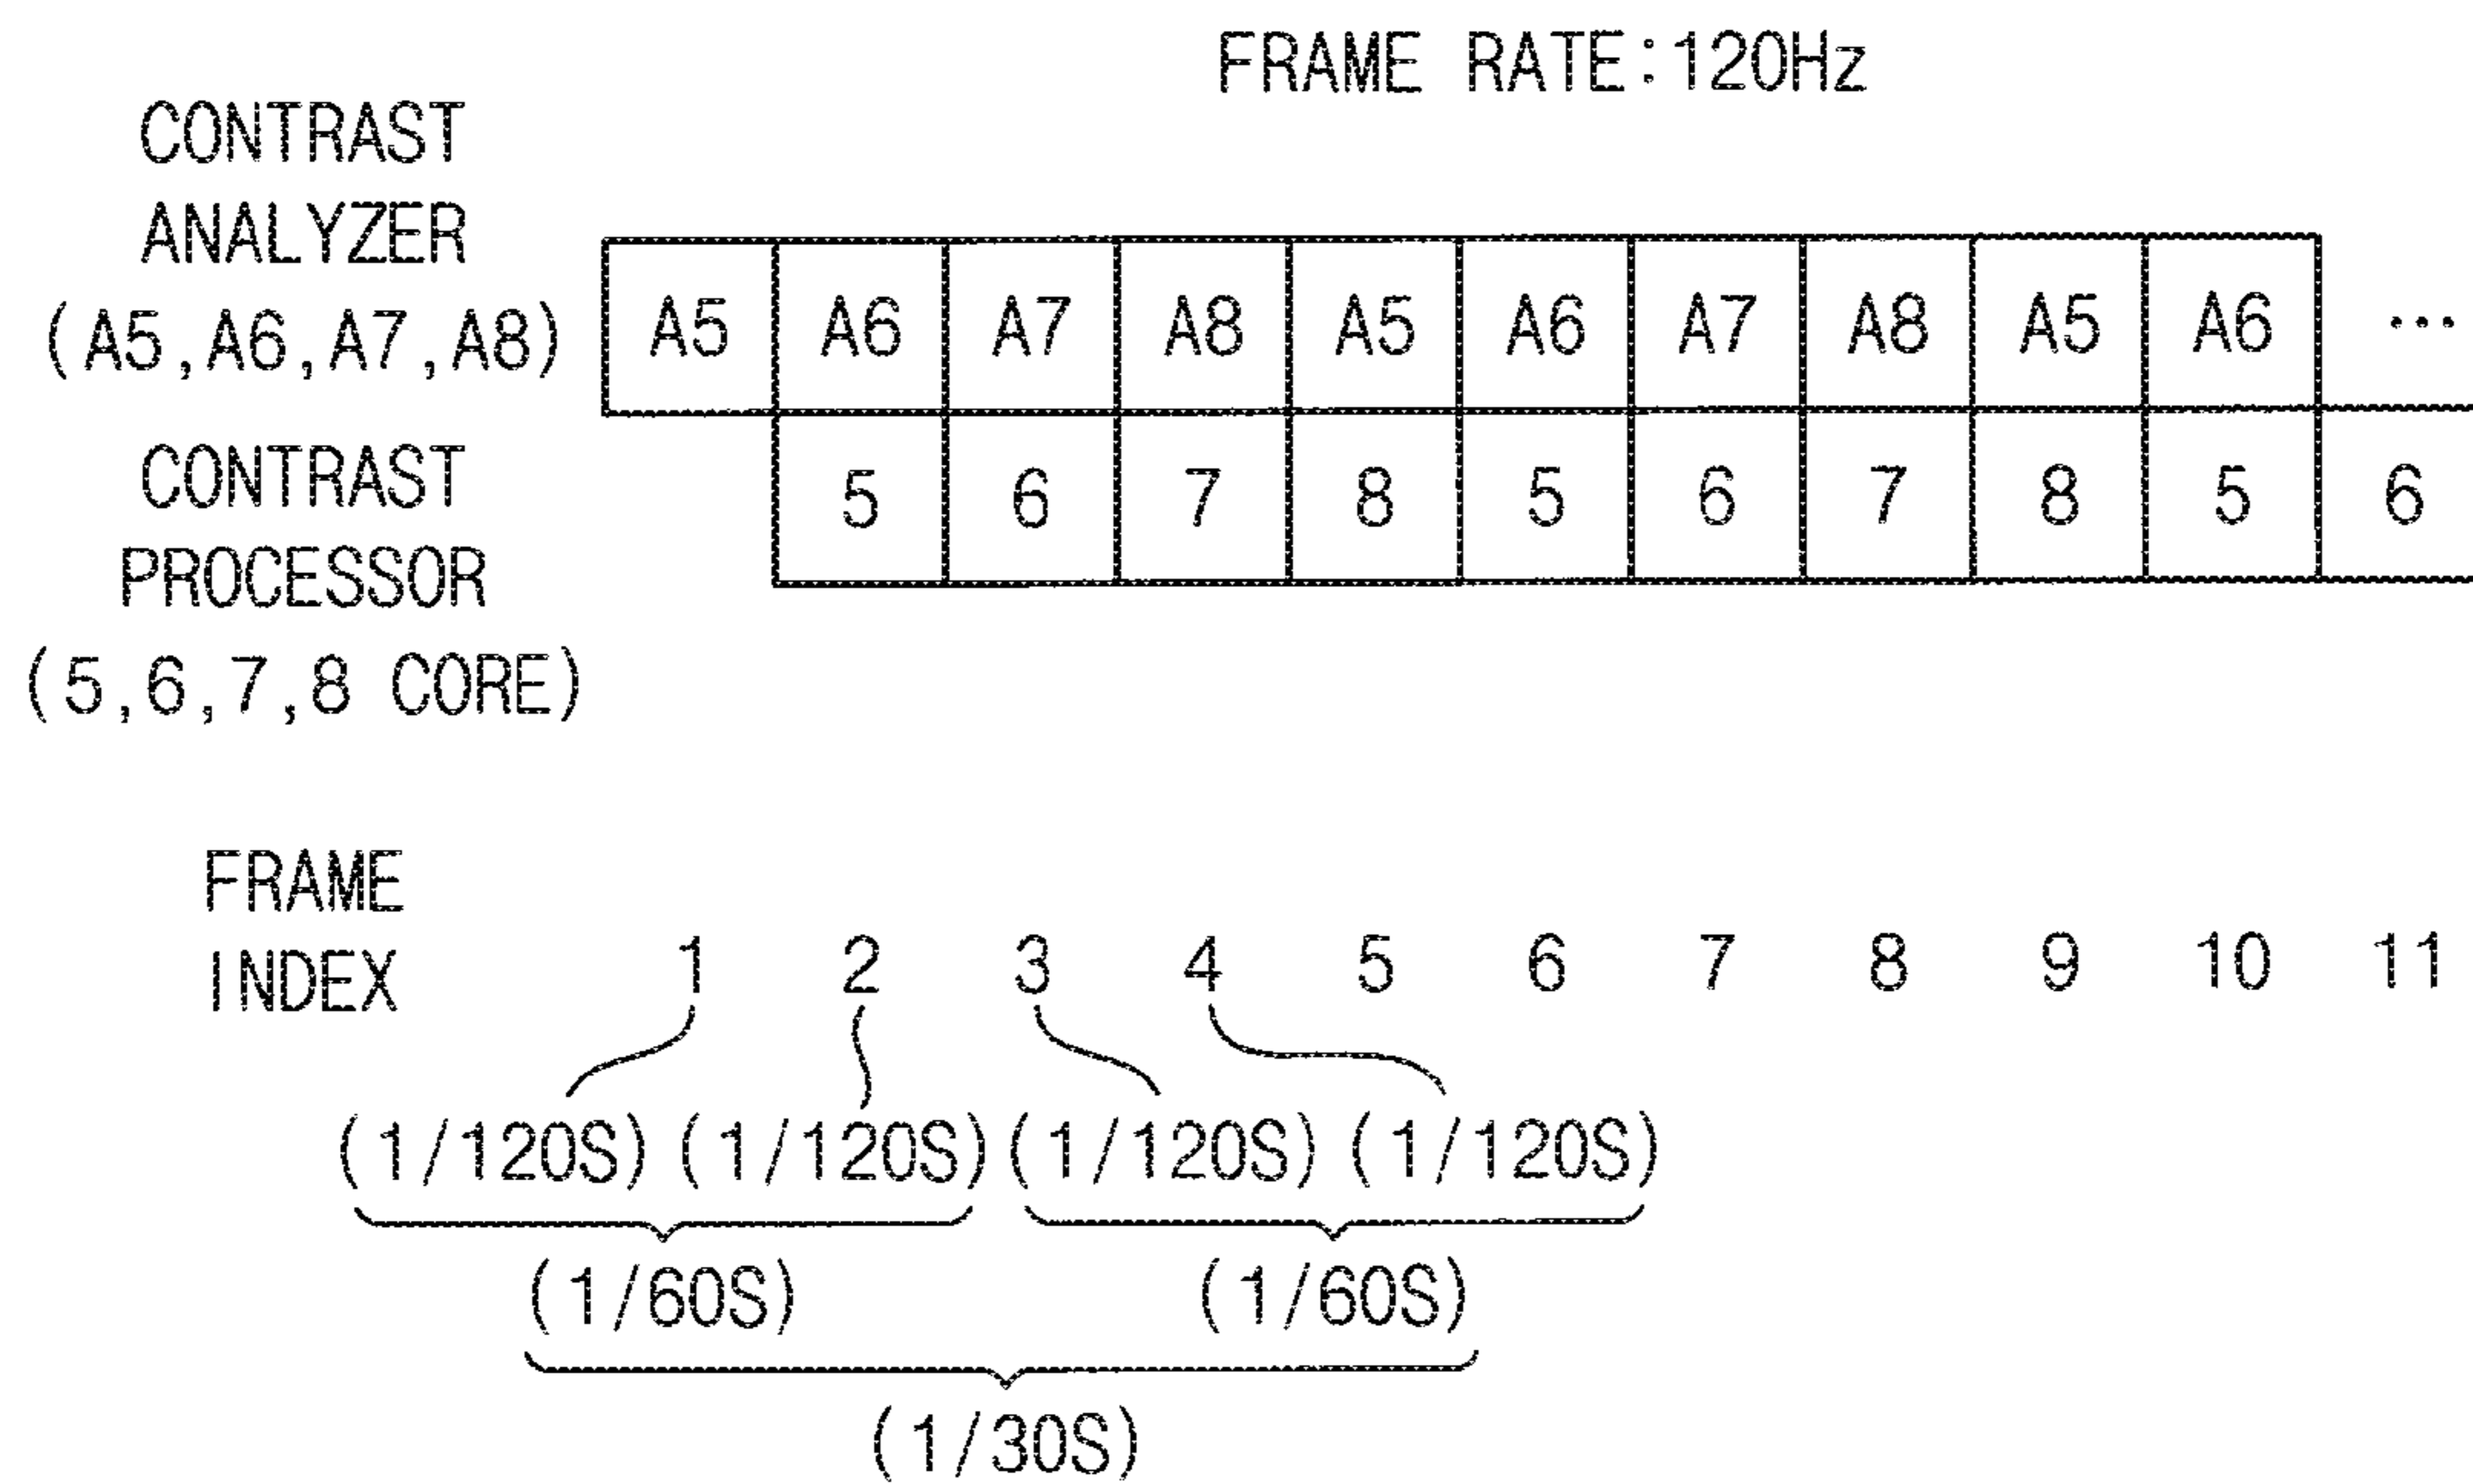 FRAME RATE:120Hz
CONTRAST
ANALYZER
(A5,A6,A7,A8)
A5 A6 A7 A8 A5 A6 A7 A8 A5 A6 ...
CONTRAST
PROCESSOR
(5,6,7,8 CORE)
5 6 7 8 5 6 7 8 5 6
FRAME
INDEX
1 2 3 4 5 6 7 8 9 10 11
(1/120S) (1/120S) (1/120S) (1/120S)
(1/60S) (1/60S)
(1/30S)